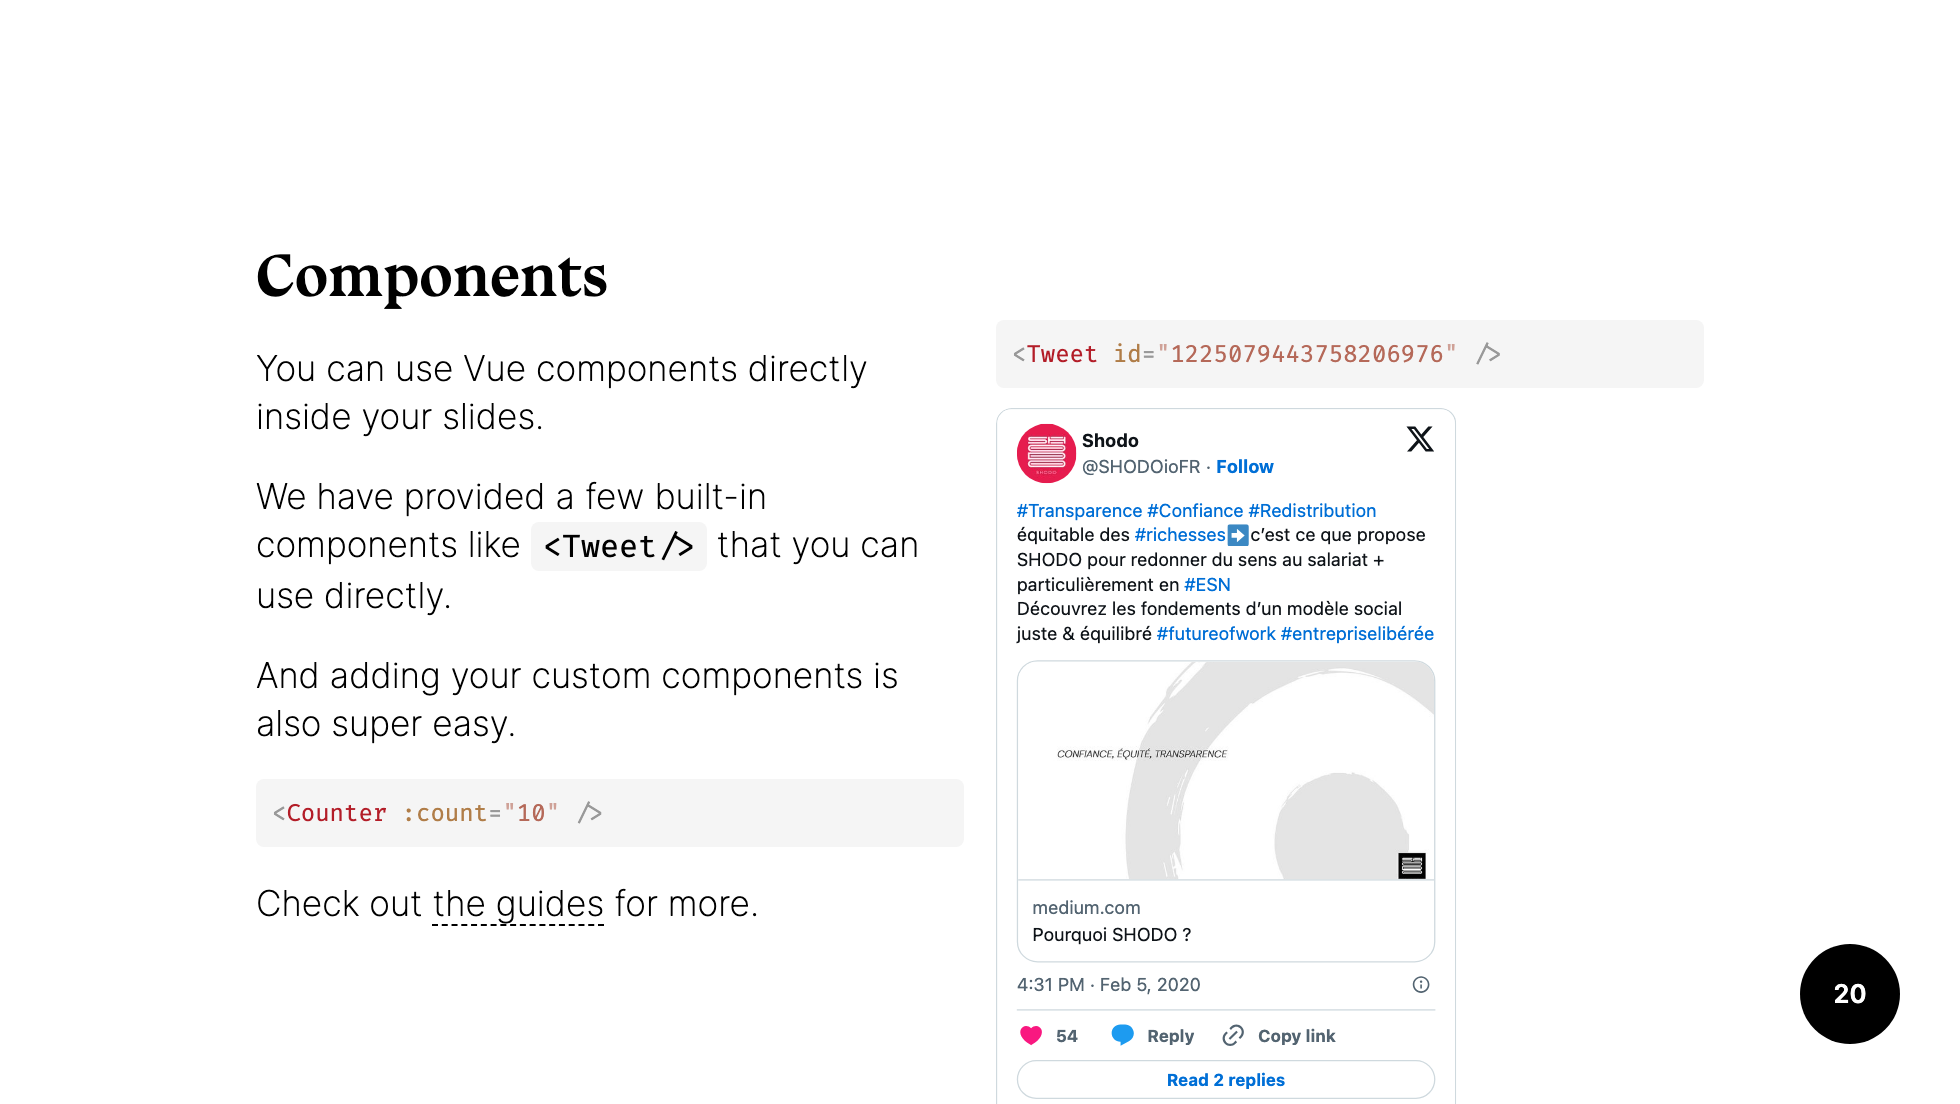 Components
You can use Vue components directly
inside your slides.
We have provided a few built-in
components like <Tweet/> that you can
use directly.
And adding your custom components is
also super easy.
<Counter :count="10" />
Check out the guides for more.
<Tweet id="1225079443758206976" />
Shodo
@SHODOioFR · Follow
#Transparence #Confiance #Redistribution
équitable des #richesses➡️c’est ce que propose
SHODO pour redonner du sens au salariat +
particulièrement en #ESN
Découvrez les fondements d’un modèle social
juste & équilibré #futureofwork #entrepriselibérée
CONFIANCE, ÉQUITÉ, TRANSPARENCE
medium.com
Pourquoi SHODO ?
4:31 PM · Feb 5, 2020
54 Reply Copy link
Read 2 replies
20